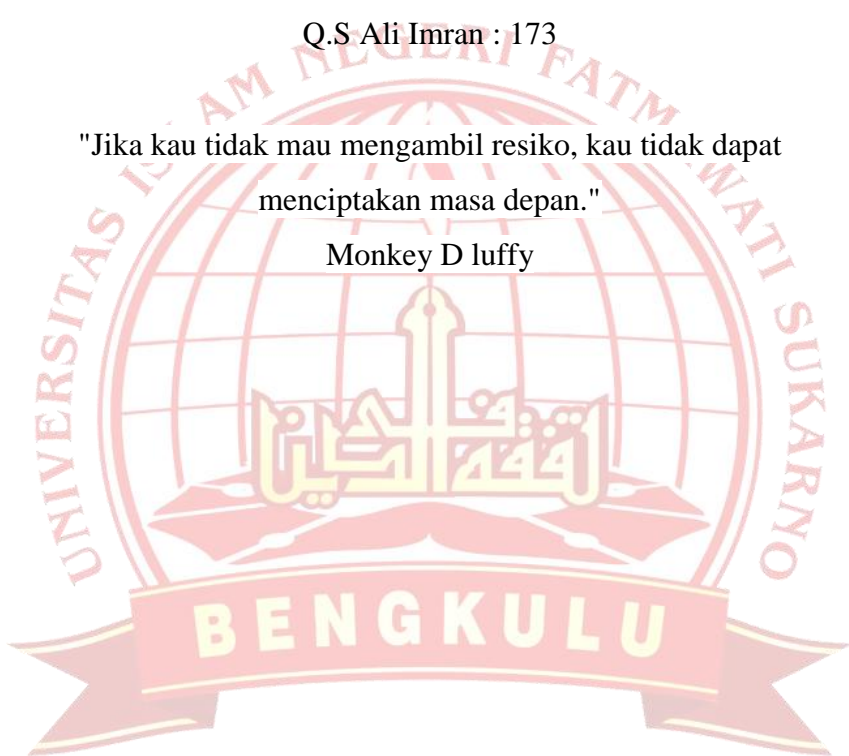 Q.S Ali Imran : 173
"Jika kau tidak mau mengambil resiko, kau tidak dapat
menciptakan masa depan."
Monkey D luffy
UNIVERSITAS ISLAM NEGERI FATMAWATI SUKARNO
BENGKULU